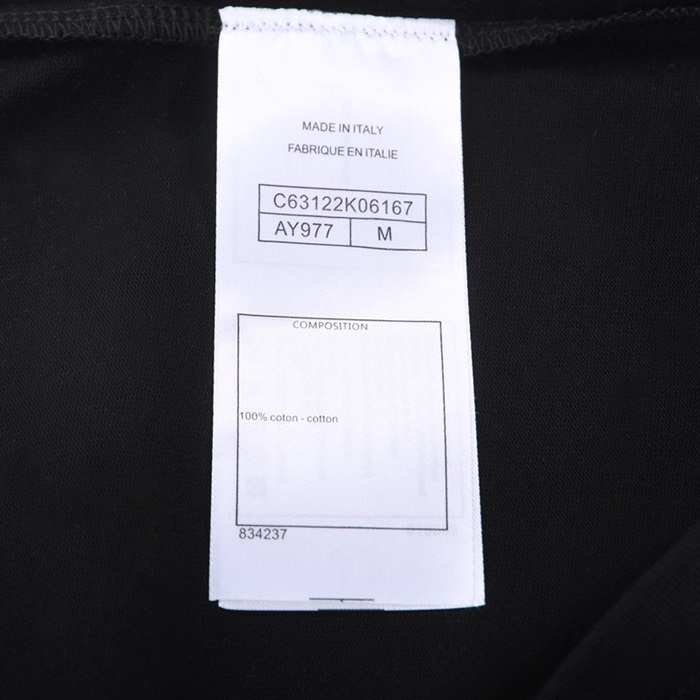 MADE IN ITALY
FABRIQUE EN ITALIE
C63122K06167
AY977 M
COMPOSITION
100% coton - cotton
834237